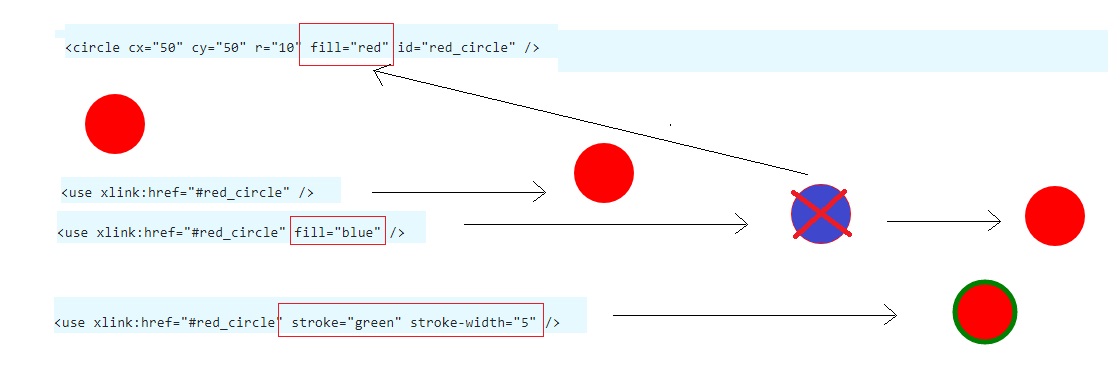 <circle cx="50" cy="50" r="10" fill="red" id="red_circle" />
<use xlink:href="#red_circle" />
<use xlink:href="#red_circle" fill="blue" />
<use xlink:href="#red_circle" stroke="green" stroke-width="5" />